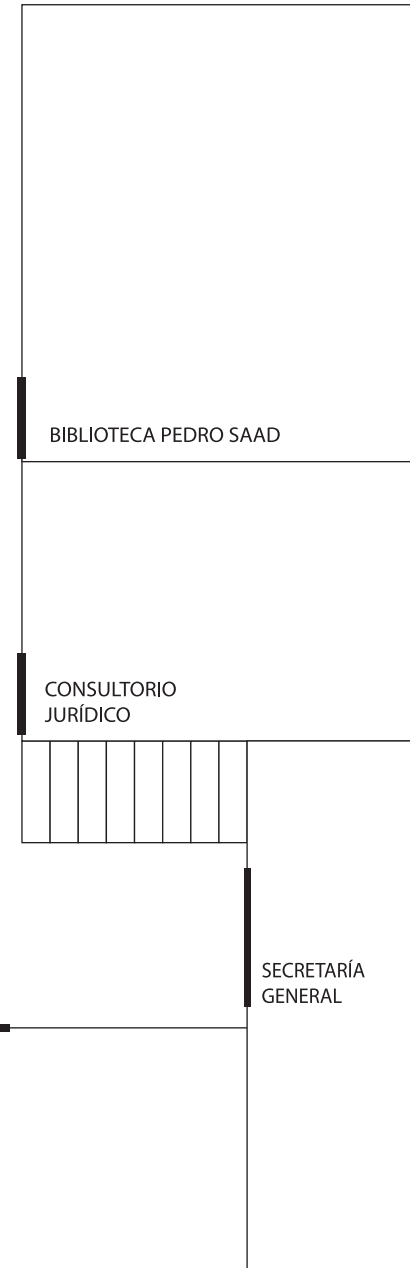 BIBLIOTECA PEDRO SAAD
CONSULTORIO
JURÍDICO
SECRETARÍA
GENERAL